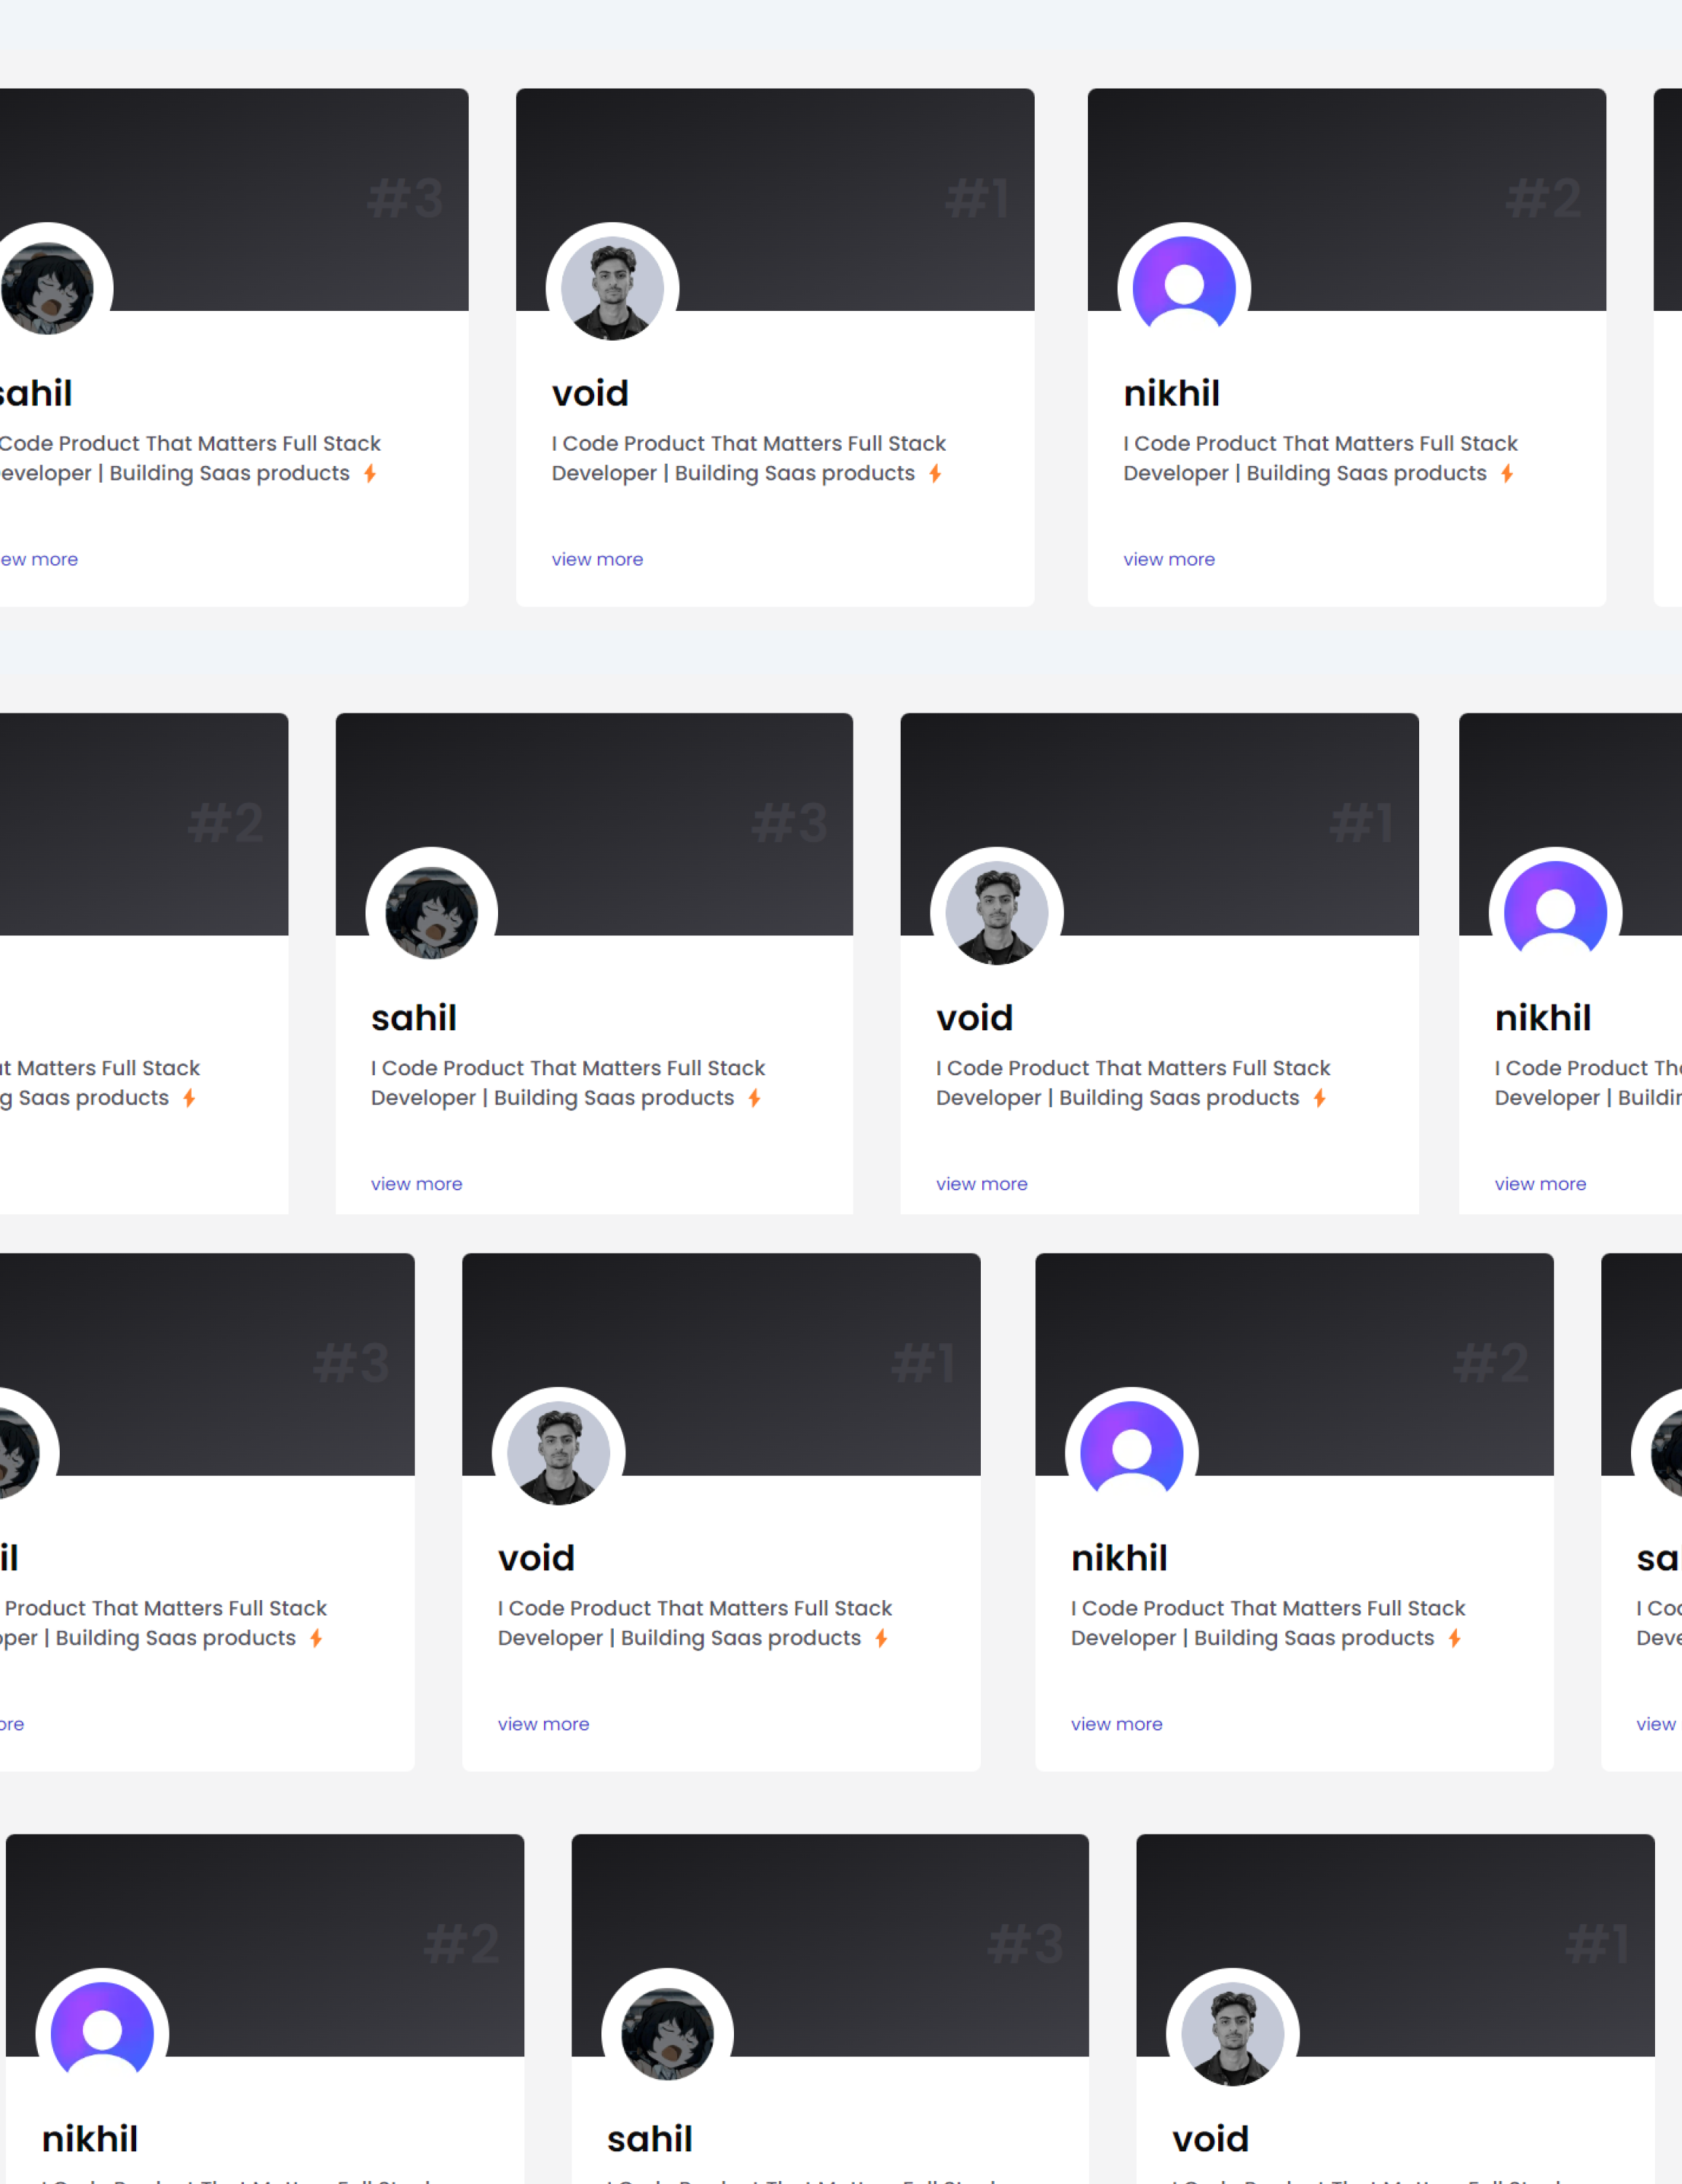 #3
sahil
Code Product That Matters Full Stack
eveloper | Building Saas products
ew more
#1
void
I Code Product That Matters Full Stack
Developer | Building Saas products
view more
#2
nikhil
I Code Product That Matters Full Stack
Developer | Building Saas products
view more
#2
Matters Full Stack
g Saas products
#3
sahil
I Code Product That Matters Full Stack
Developer | Building Saas products
view more
#1
void
I Code Product That Matters Full Stack
Developer | Building Saas products
view more
nikhil
I Code Product Th
Developer | Buildin
view more
#3
il
Product That Matters Full Stack
oper | Building Saas products
ore
#1
void
I Code Product That Matters Full Stack
Developer | Building Saas products
view more
#2
nikhil
I Code Product That Matters Full Stack
Developer | Building Saas products
view more
sa
I Co
Deve
view
#2
nikhil
#3
sahil
#1
void